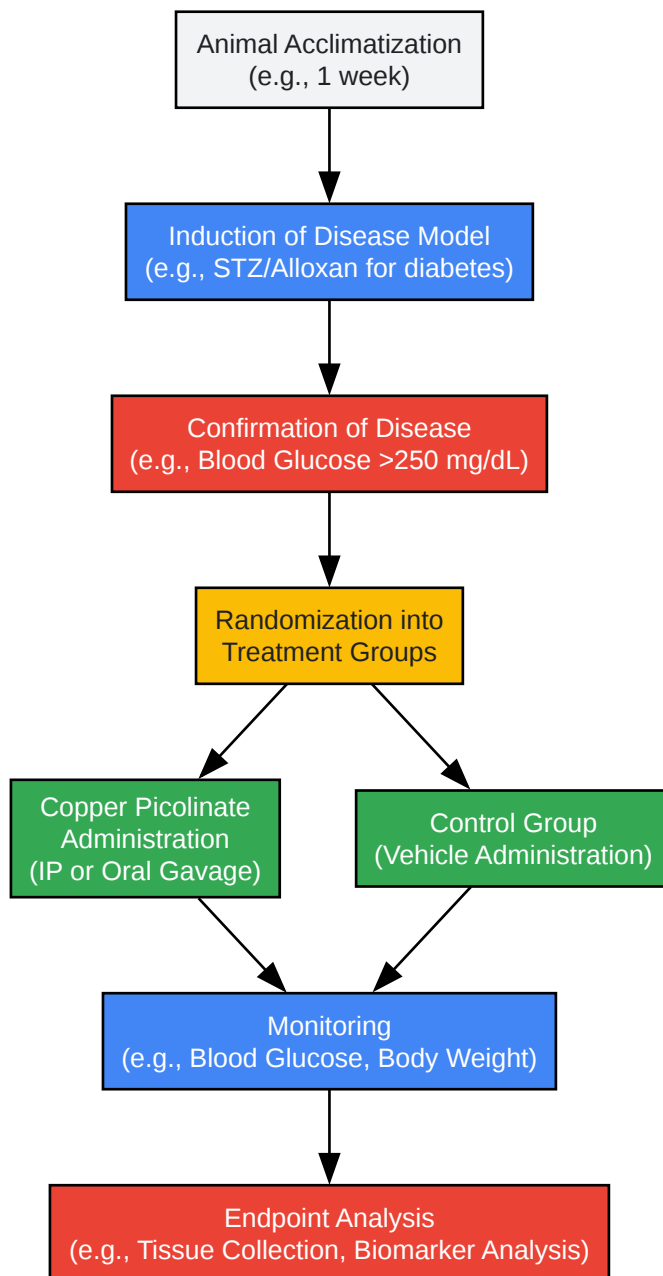 Animal Acclimatization
(e.g., 1 week)
Induction of Disease Model
(e.g., STZ/Alloxan for diabetes)
Confirmation of Disease
(e.g., Blood Glucose >250 mg/dL)
Randomization into
Treatment Groups
Copper Picolinate
Administration
(IP or Oral Gavage)
Control Group
(Vehicle Administration)
Monitoring
(e.g., Blood Glucose, Body Weight)
Endpoint Analysis
(e.g., Tissue Collection, Biomarker Analysis)